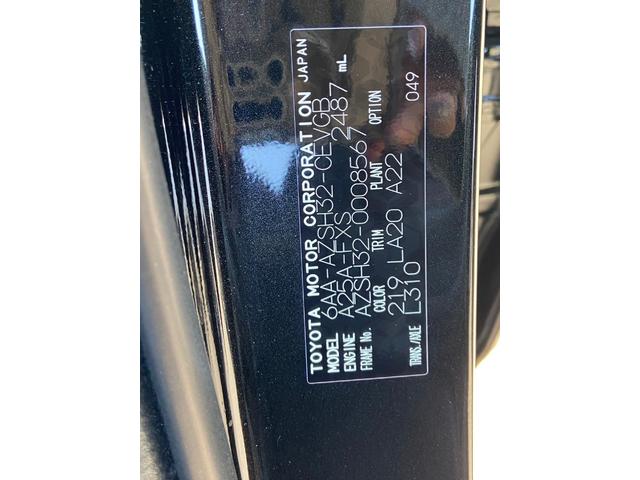 TOYOTA MOTOR CORPORATION JAPAN
MODEL 6AA-AZSH32-CEVGB
ENGINE A25A-FXS 2487 mL
FRAME No. AZSH32-0008567
COLOR TRIM PLANT OPTION
219 LA20 A22 049
TRANS./AXLE L310